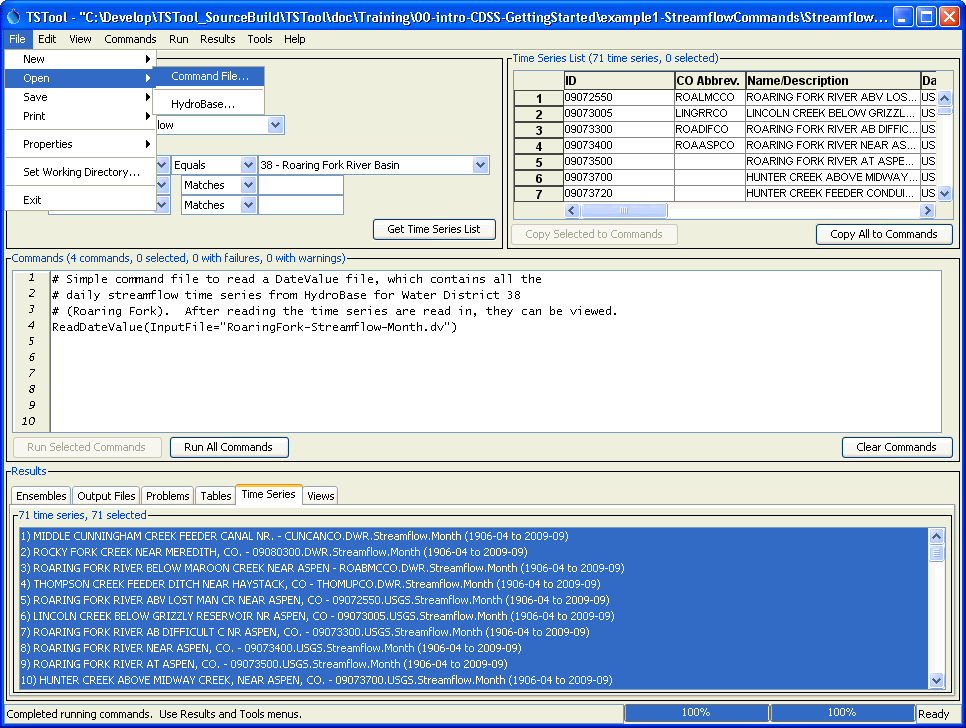 TSTool - "C:\Develop\TSTool_SourceBuild\TSTool\doc\Training\00-intro-CDSS-GettingStarted\example1-StreamflowCommands\Streamflow...
File Edit View Commands Run Results Tools Help
New
Open
Save
Print
Properties
Set Working Directory...
Exit
Command File...
HydroBase...
low
Equals 38 - Roaring Fork River Basin
Matches
Matches
Get Time Series List
Time Series List (71 time series, 0 selected)
ID CO Abbrev. Name/Description Da
1 09072550 ROALMCCO ROARING FORK RIVER ABV LOS... US
2 09073005 LINGRRCO LINCOLN CREEK BELOW GRIZZL... US
3 09073300 ROADIFCO ROARING FORK RIVER AB DIFFIC... US
4 09073400 ROAASPCO ROARING FORK RIVER NEAR AS... US
5 09073500 ROARING FORK RIVER AT ASPE... US
6 09073700 HUNTER CREEK ABOVE MIDWAY... US
7 09073720 HUNTER CREEK FEEDER CONDUI... US
Copy Selected to Commands
Copy All to Commands
Commands (4 commands, 0 selected, 0 with failures, 0 with warnings)
1 # Simple command file to read a DateValue file, which contains all the
2 # daily streamflow time series from HydroBase for Water District 38
3 # (Roaring Fork).  After reading the time series are read in, they can be viewed.
4 ReadDateValue(InputFile="RoaringFork-Streamflow-Month.dv")
5
6
7
8
9
10
Run Selected Commands
Run All Commands
Clear Commands
Results
Ensembles Output Files Problems Tables Time Series Views
71 time series, 71 selected
1) MIDDLE CUNNINGHAM CREEK FEEDER CANAL NR. - CUNCANCO.DWR.Streamflow.Month (1906-04 to 2009-09)
2) ROCKY FORK CREEK NEAR MEREDITH, CO. - 09080300.DWR.Streamflow.Month (1906-04 to 2009-09)
3) ROARING FORK RIVER BELOW MAROON CREEK NEAR ASPEN - ROABMCCO.DWR.Streamflow.Month (1906-04 to 2009-09)
4) THOMPSON CREEK FEEDER DITCH NEAR HAYSTACK, CO - THOMUPCO.DWR.Streamflow.Month (1906-04 to 2009-09)
5) ROARING FORK RIVER ABV LOST MAN CR NEAR ASPEN, CO - 09072550.USGS.Streamflow.Month (1906-04 to 2009-09)
6) LINCOLN CREEK BELOW GRIZZLY RESERVOIR NR ASPEN, CO - 09073005.USGS.Streamflow.Month (1906-04 to 2009-09)
7) ROARING FORK RIVER AB DIFFICULT C NR ASPEN, CO. - 09073300.USGS.Streamflow.Month (1906-04 to 2009-09)
8) ROARING FORK RIVER NEAR ASPEN, CO. - 09073400.USGS.Streamflow.Month (1906-04 to 2009-09)
9) ROARING FORK RIVER AT ASPEN, CO. - 09073500.USGS.Streamflow.Month (1906-04 to 2009-09)
10) HUNTER CREEK ABOVE MIDWAY CREEK, NEAR ASPEN, CO. - 09073700.USGS.Streamflow.Month (1906-04 to 2009-09)
Completed running commands.  Use Results and Tools menus. 100% 100% Ready